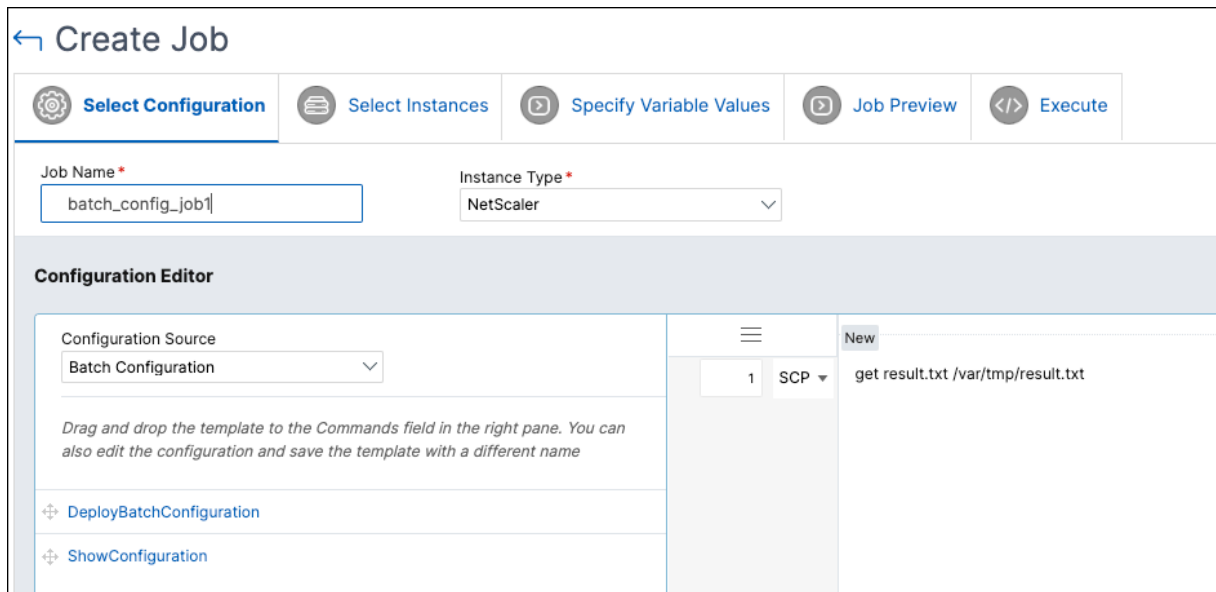 Create Job
Select Configuration
Select Instances
Specify Variable Values
Job Preview
Execute
Job Name*
batch_config_job1
Instance Type*
NetScaler
Configuration Editor
Configuration Source
Batch Configuration
Drag and drop the template to the Commands field in the right pane. You can
also edit the configuration and save the template with a different name
DeployBatchConfiguration
ShowConfiguration
New
1 SCP get result.txt /var/tmp/result.txt